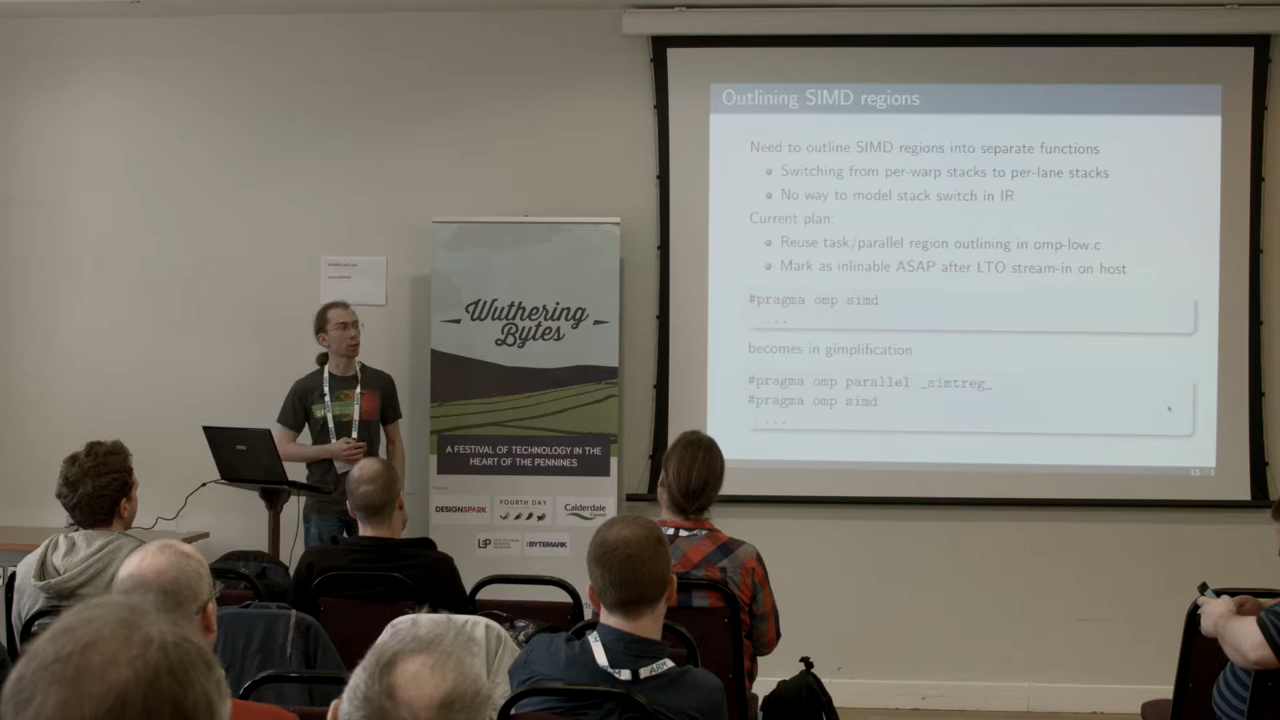 Outlining SIMD regions
Need to outline SIMD regions into separate functions
Switching from per-warp stacks to per-lane stacks
No way to model stack switch in IR
Current plan:
Reuse task/parallel region outlining in omp-low.c
Mark as inlinable ASAP after LTO stream-in on host
#pragma omp simd
...
becomes in gimplification
#pragma omp parallel _simtreg_
#pragma omp simd
...
Wuthering
Bytes
A FESTIVAL OF TECHNOLOGY IN THE
HEART OF THE PENNINES
DESIGNSPARK
FOURTH DAY
Calderdale
Council
BYTEMARK
ARM